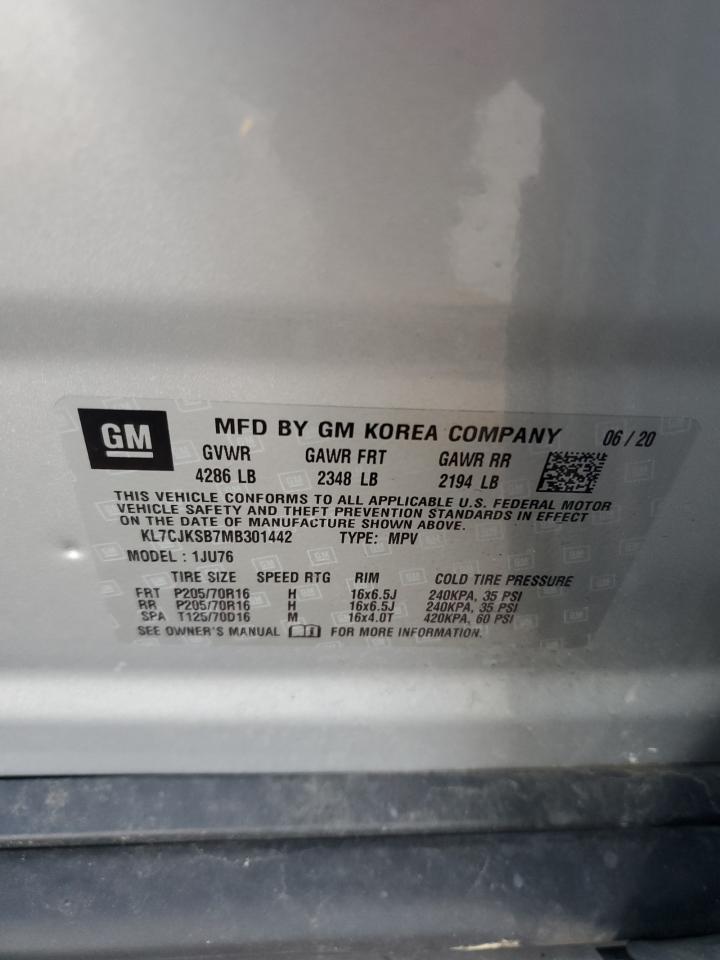 GM MFD BY GM KOREA COMPANY 06 / 20
GVWR GAWR FRT GAWR RR
4286 LB 2348 LB 2194 LB
THIS VEHICLE CONFORMS TO ALL APPLICABLE U.S. FEDERAL MOTOR
VEHICLE SAFETY AND THEFT PREVENTION STANDARDS IN EFFECT
ON THE DATE OF MANUFACTURE SHOWN ABOVE.
KL7CJKSB7MB301442 TYPE: MPV
MODEL : 1JU76
TIRE SIZE SPEED RTG RIM COLD TIRE PRESSURE
FRT P205/70R16 H 16x6.5J 240KPA, 35 PSI
RR P205/70R16 H 16x6.5J 240KPA, 35 PSI
SPA T125/70D16 M 16x4.0T 420KPA, 60 PSI
SEE OWNER'S MANUAL FOR MORE INFORMATION.